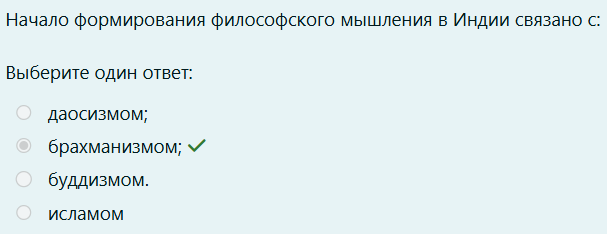 Начало формирования философского мышления в Индии связано с:
Выберите один ответ:
даосизмом;
брахманизмом;
буддизмом.
исламом